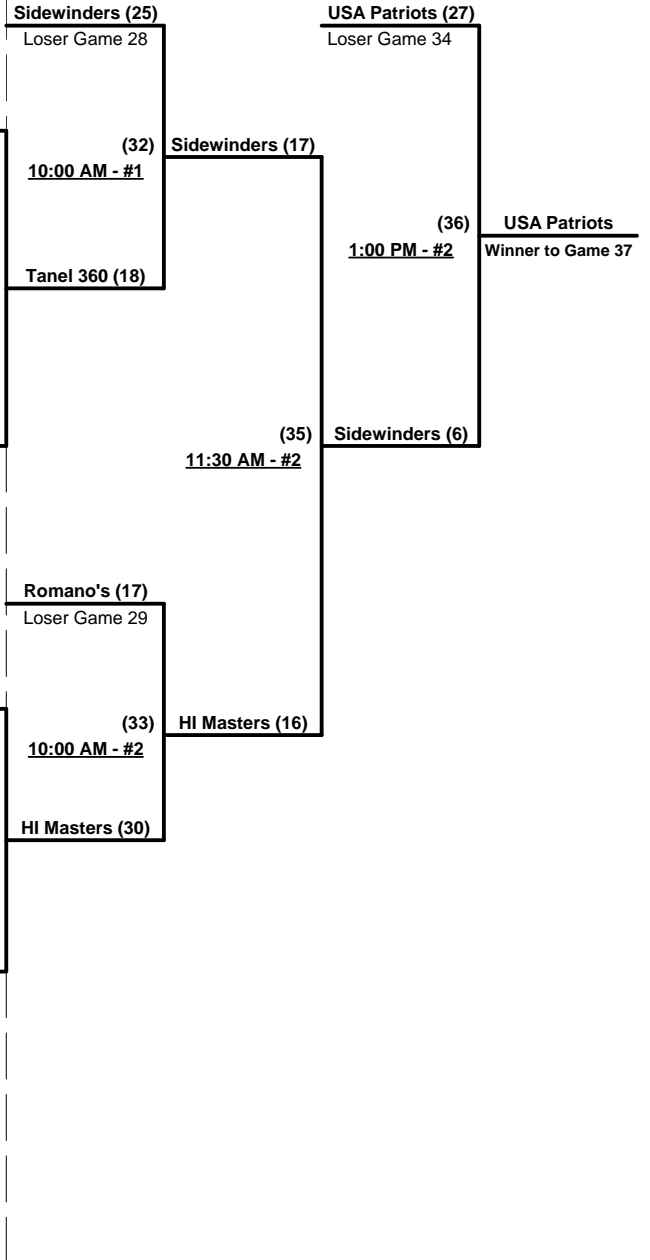 Sidewinders (25)
Loser Game 28
USA Patriots (27)
Loser Game 34
(32)
10:00 AM - #1
Sidewinders (17)
(36)
1:00 PM - #2
USA Patriots
Winner to Game 37
Tanel 360 (18)
(35)
11:30 AM - #2
Sidewinders (6)
Romano's (17)
Loser Game 29
(33)
10:00 AM - #2
HI Masters (16)
HI Masters (30)